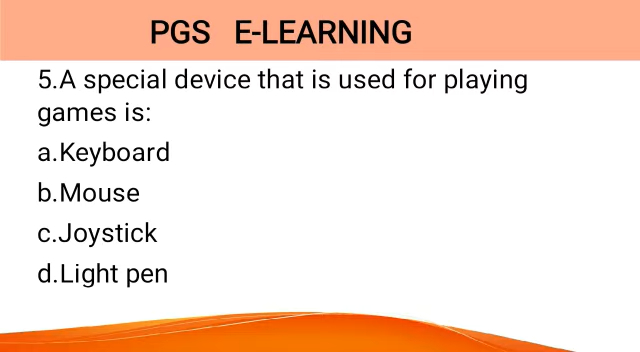 PGS E-LEARNING
5.A special device that is used for playing
games is:
a.Keyboard
b.Mouse
c.Joystick
d.Light pen